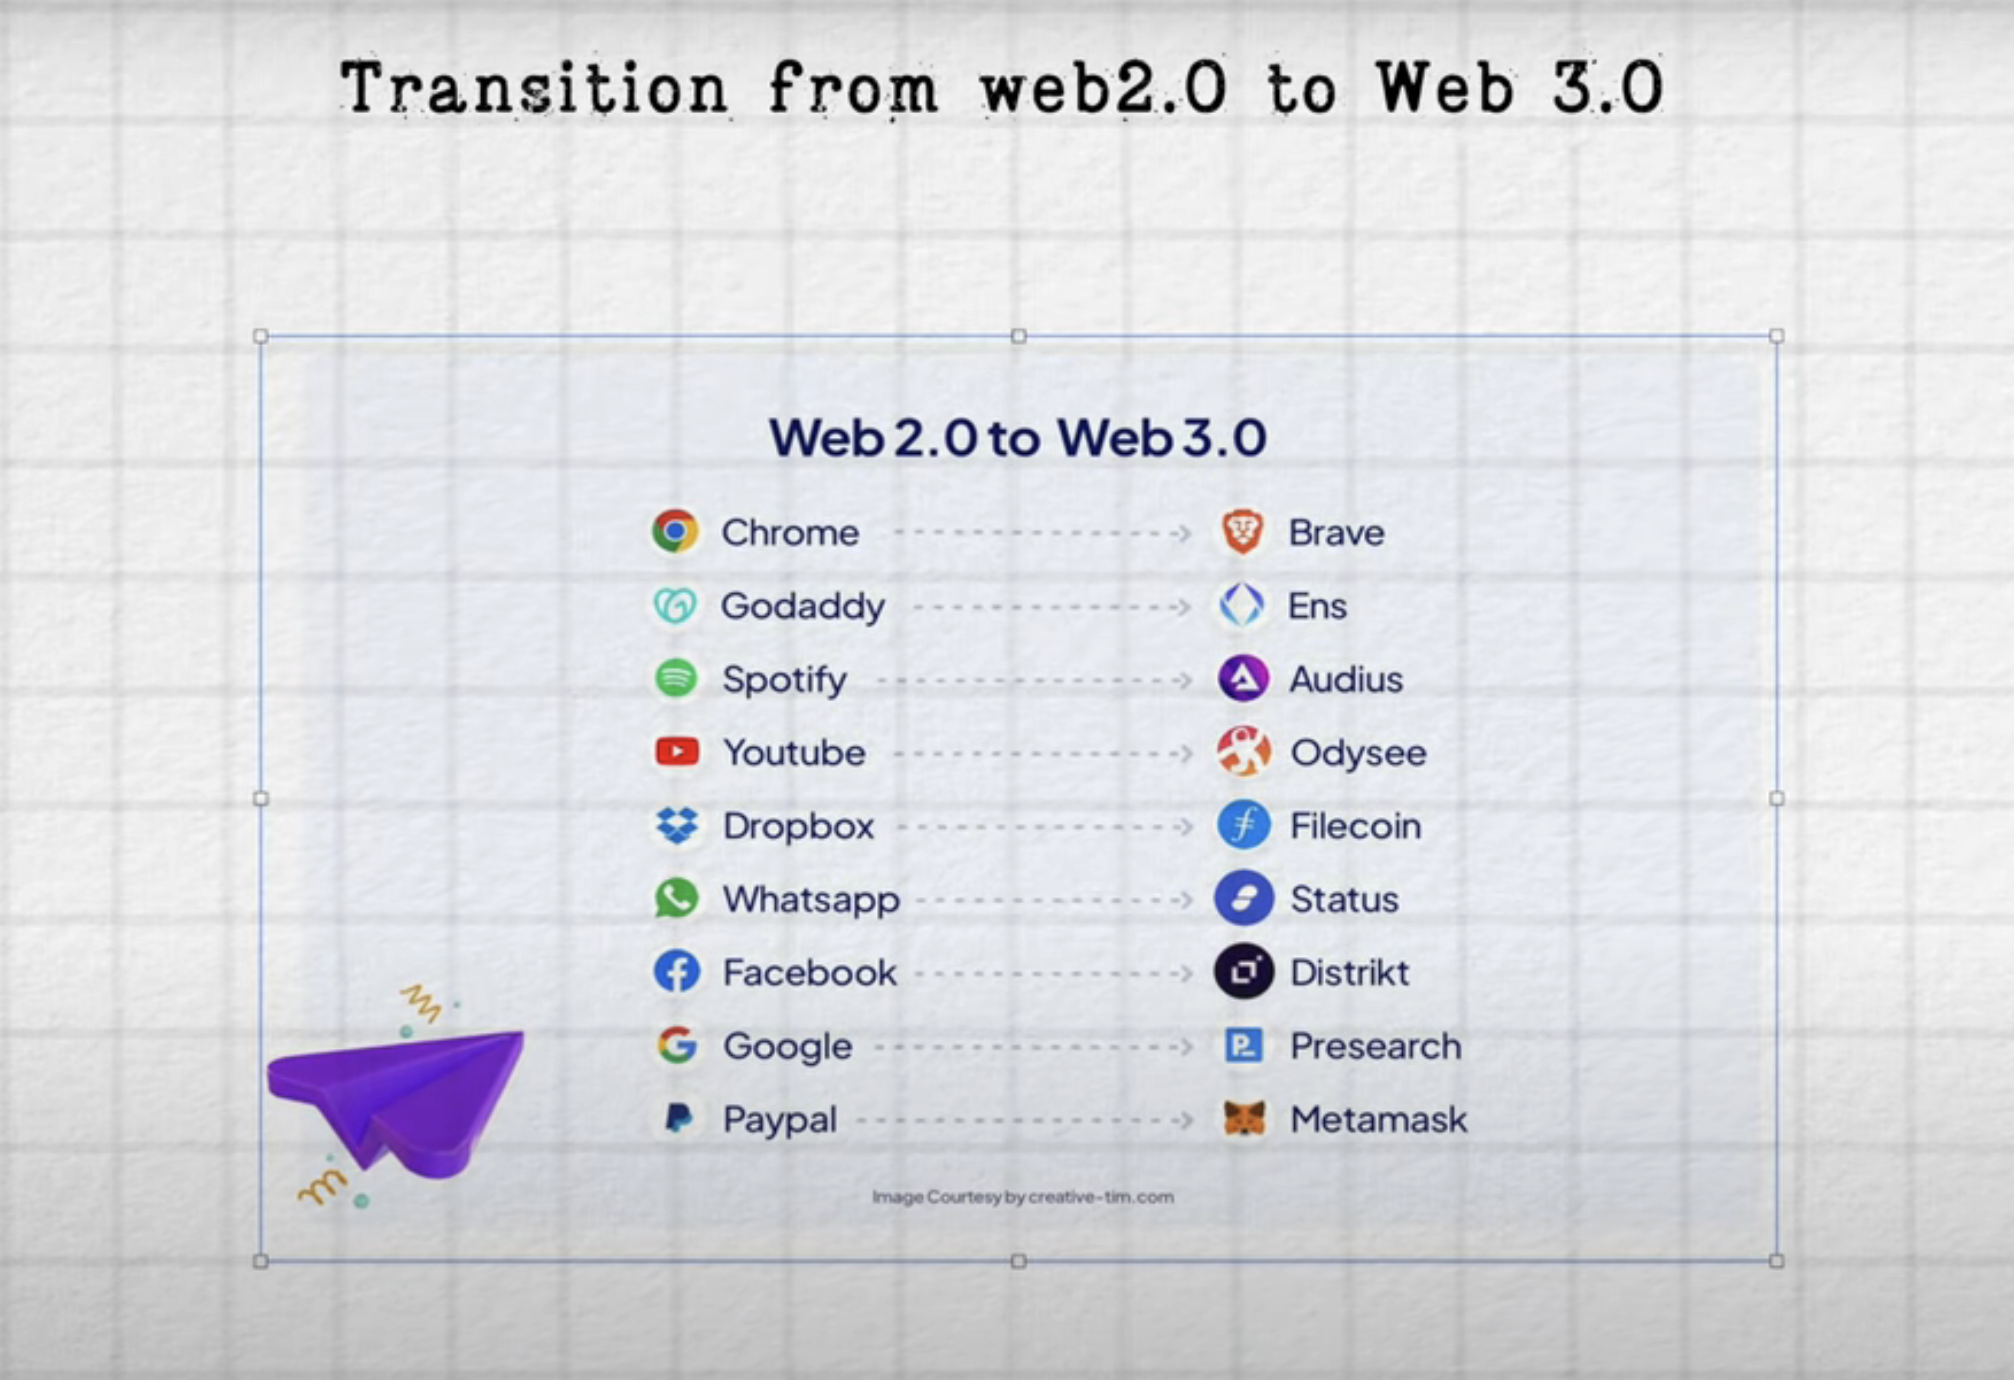 Transition from web2.0 to Web 3.0
Web 2.0 to Web 3.0
Chrome Brave
Godaddy Ens
Spotify Audius
Youtube Odysee
Dropbox Filecoin
Whatsapp Status
Facebook Distrikt
Google Presearch
Paypal Metamask
Image Courtesy by creative-tim.com